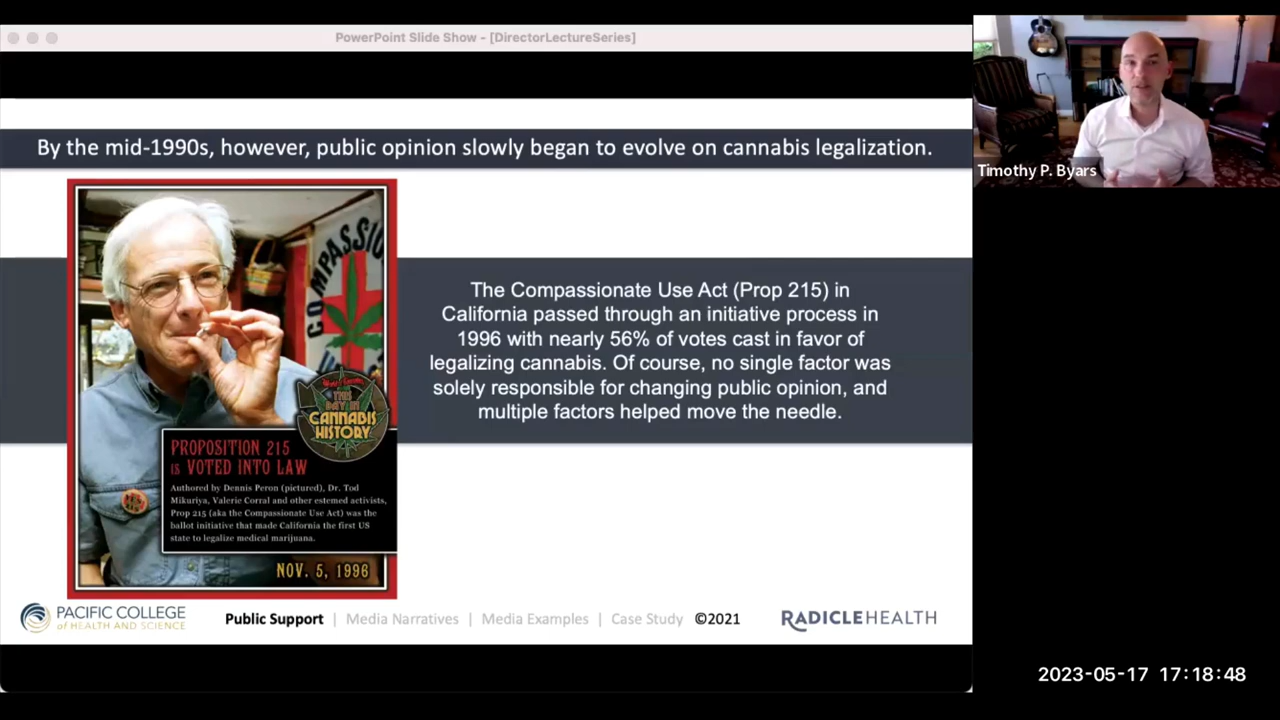 PowerPoint Slide Show - [DirectorLectureSeries]
By the mid-1990s, however, public opinion slowly began to evolve on cannabis legalization.
COMPASSION
THIS
DAY IN
CANNABIS
HISTORY
PROPOSITION 215
IS VOTED INTO LAW
Authored by Dennis Peron (pictured), Dr. Tod
Mikuriya, Valerie Corral and other estemed activists,
Prop 215 (aka the Compassionate Use Act) was the
ballot initiative that made California the first US
state to legalize medical marijuana.
NOV. 5, 1996
The Compassionate Use Act (Prop 215) in
California passed through an initiative process in
1996 with nearly 56% of votes cast in favor of
legalizing cannabis. Of course, no single factor was
solely responsible for changing public opinion, and
multiple factors helped move the needle.
PACIFIC COLLEGE
of HEALTH AND SCIENCE
Public Support | Media Narratives | Media Examples | Case Study ©2021
RADICLEHEALTH
Timothy P. Byars
2023-05-17 17:18:48